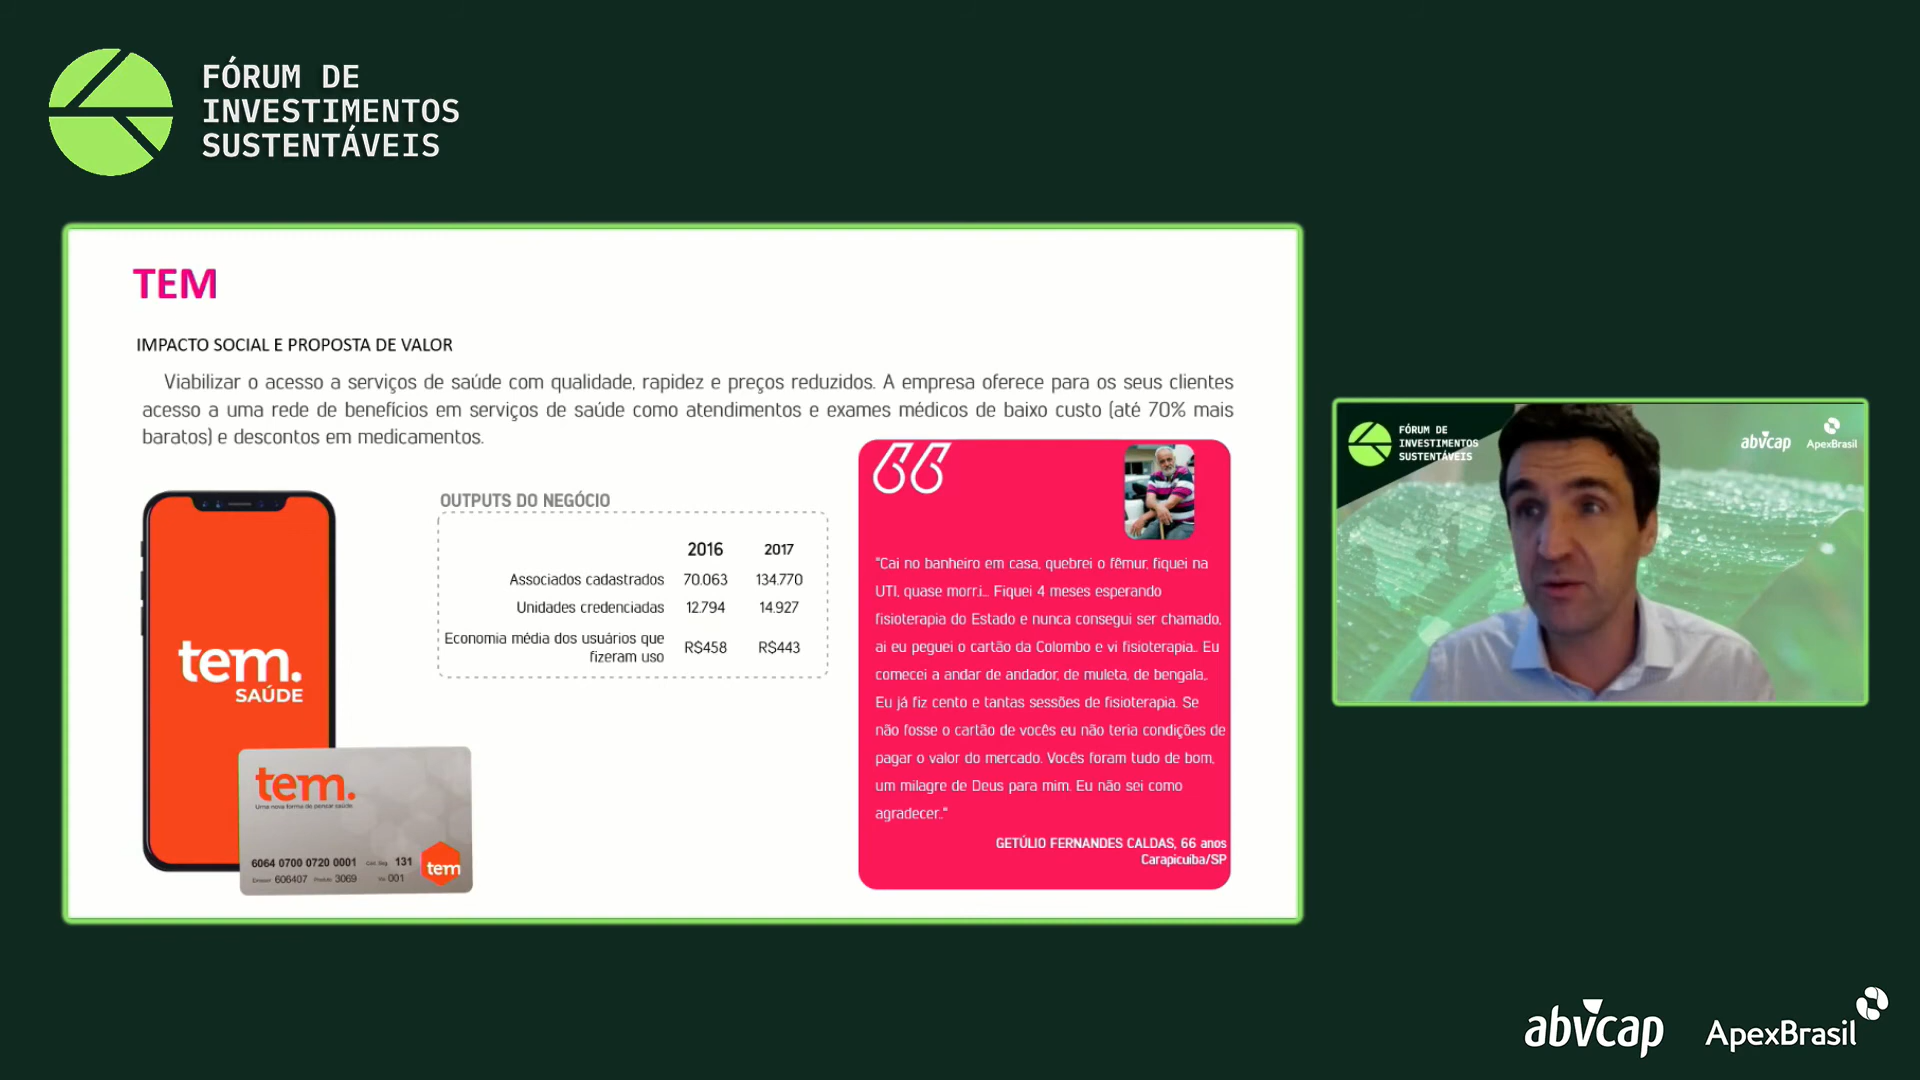 FÓRUM DE
INVESTIMENTOS
SUSTENTÁVEIS
TEM
IMPACTO SOCIAL E PROPOSTA DE VALOR
Viabilizar o acesso a serviços de saúde com qualidade, rapidez e preços reduzidos. A empresa oferece para os seus clientes
acesso a uma rede de benefícios em serviços de saúde como atendimentos e exames médicos de baixo custo (até 70% mais
baratos) e descontos em medicamentos.
tem.
SAÚDE
tem.
Uma nova forma de pensar saúde.
6064 0700 0720 0001 131
606407 3069 001
tem
OUTPUTS DO NEGÓCIO
2016 2017
Associados cadastrados 70.063 134.770
Unidades credenciadas 12.794 14.927
Economia média dos usuários que
fizeram uso R$458 R$443
"Cai no banheiro em casa, quebrei o fêmur, fiquei na
UTI, quase morr.i... Fiquei 4 meses esperando
fisioterapia do Estado e nunca consegui ser chamado,
ai eu peguei o cartão da Colombo e vi fisioterapia.. Eu
comecei a andar de andador, de muleta, de bengala,.
Eu já fiz cento e tantas sessões de fisioterapia. Se
não fosse o cartão de vocês eu não teria condições de
pagar o valor do mercado. Vocês foram tudo de bom,
um milagre de Deus para mim. Eu não sei como
agradecer.."
GETÚLIO FERNANDES CALDAS, 66 anos
Carapicuíba/SP
FÓRUM DE
INVESTIMENTOS
SUSTENTÁVEIS
abvcap ApexBrasil
abvcap ApexBrasil